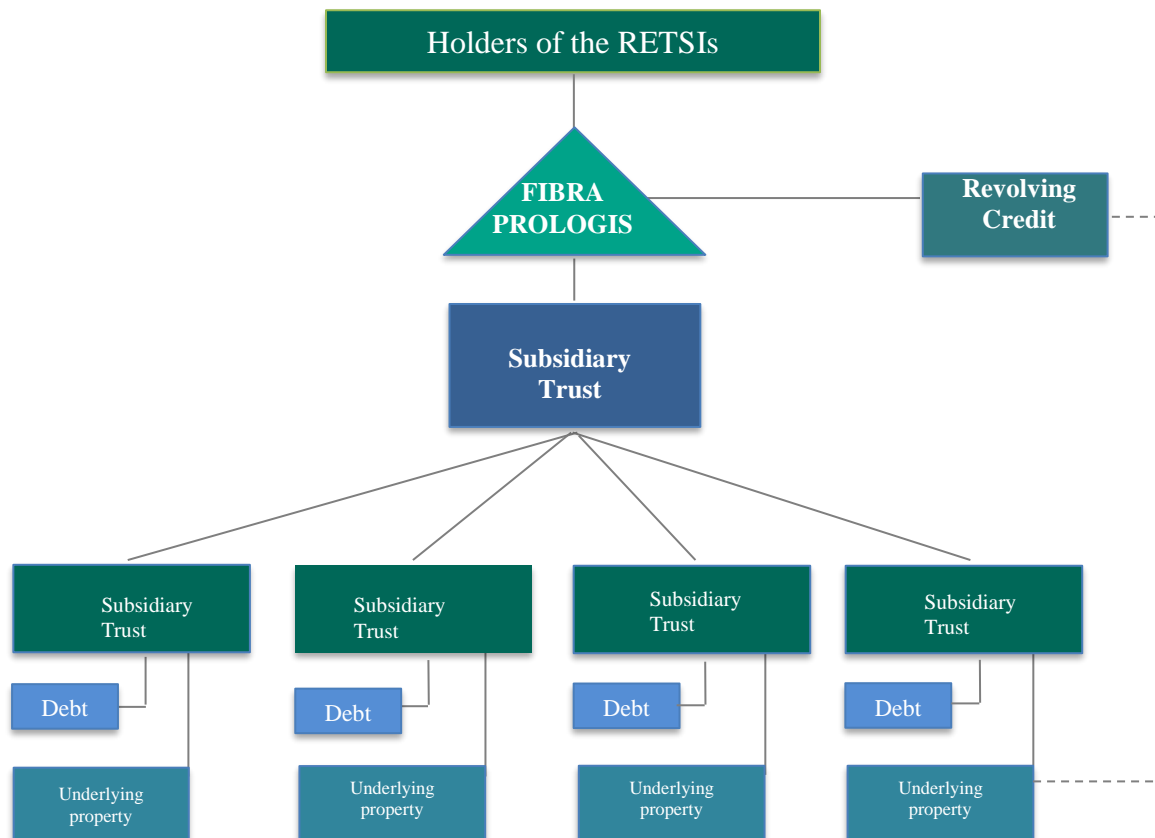 Holders of the RETSIs
FIBRA
PROLOGIS
Revolving
Credit
Subsidiary
Trust
Subsidiary
Trust
Subsidiary
Trust
Subsidiary
Trust
Subsidiary
Trust
Debt
Debt
Debt
Debt
Underlying
property
Underlying
property
Underlying
property
Underlying
property